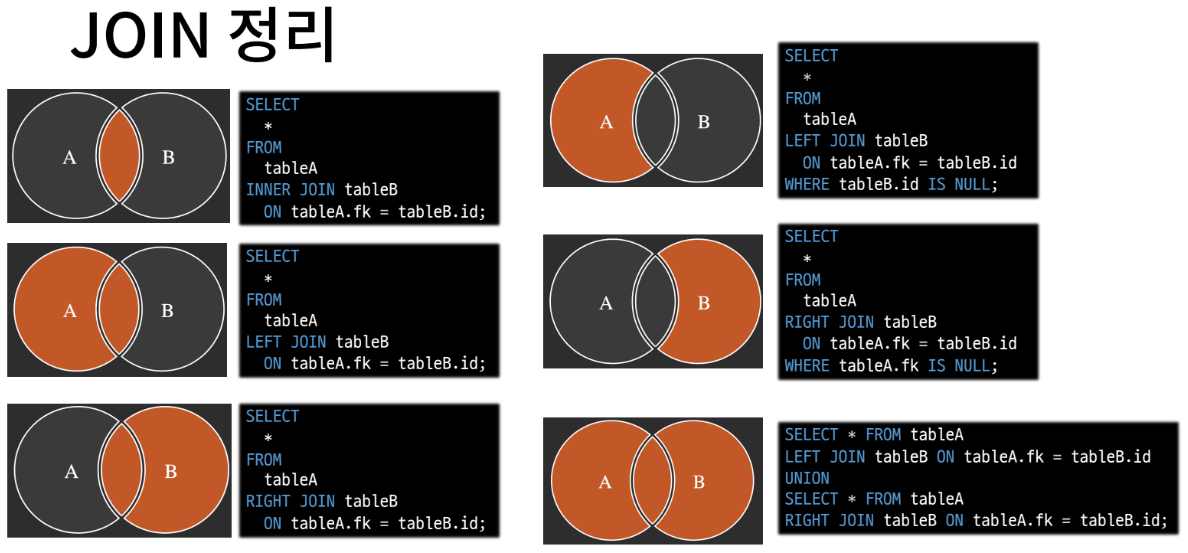 JOIN 정리
A
B
SELECT
*
FROM
tableA
INNER JOIN tableB
ON tableA.fk = tableB.id;
A
B
SELECT
*
FROM
tableA
LEFT JOIN tableB
ON tableA.fk = tableB.id;
A
B
SELECT
*
FROM
tableA
RIGHT JOIN tableB
ON tableA.fk = tableB.id;
A
B
SELECT
*
FROM
tableA
LEFT JOIN tableB
ON tableA.fk = tableB.id
WHERE tableB.id IS NULL;
A
B
SELECT
*
FROM
tableA
RIGHT JOIN tableB
ON tableA.fk = tableB.id
WHERE tableA.fk IS NULL;
A
B
SELECT * FROM tableA
LEFT JOIN tableB ON tableA.fk = tableB.id
UNION
SELECT * FROM tableA
RIGHT JOIN tableB ON tableA.fk = tableB.id;